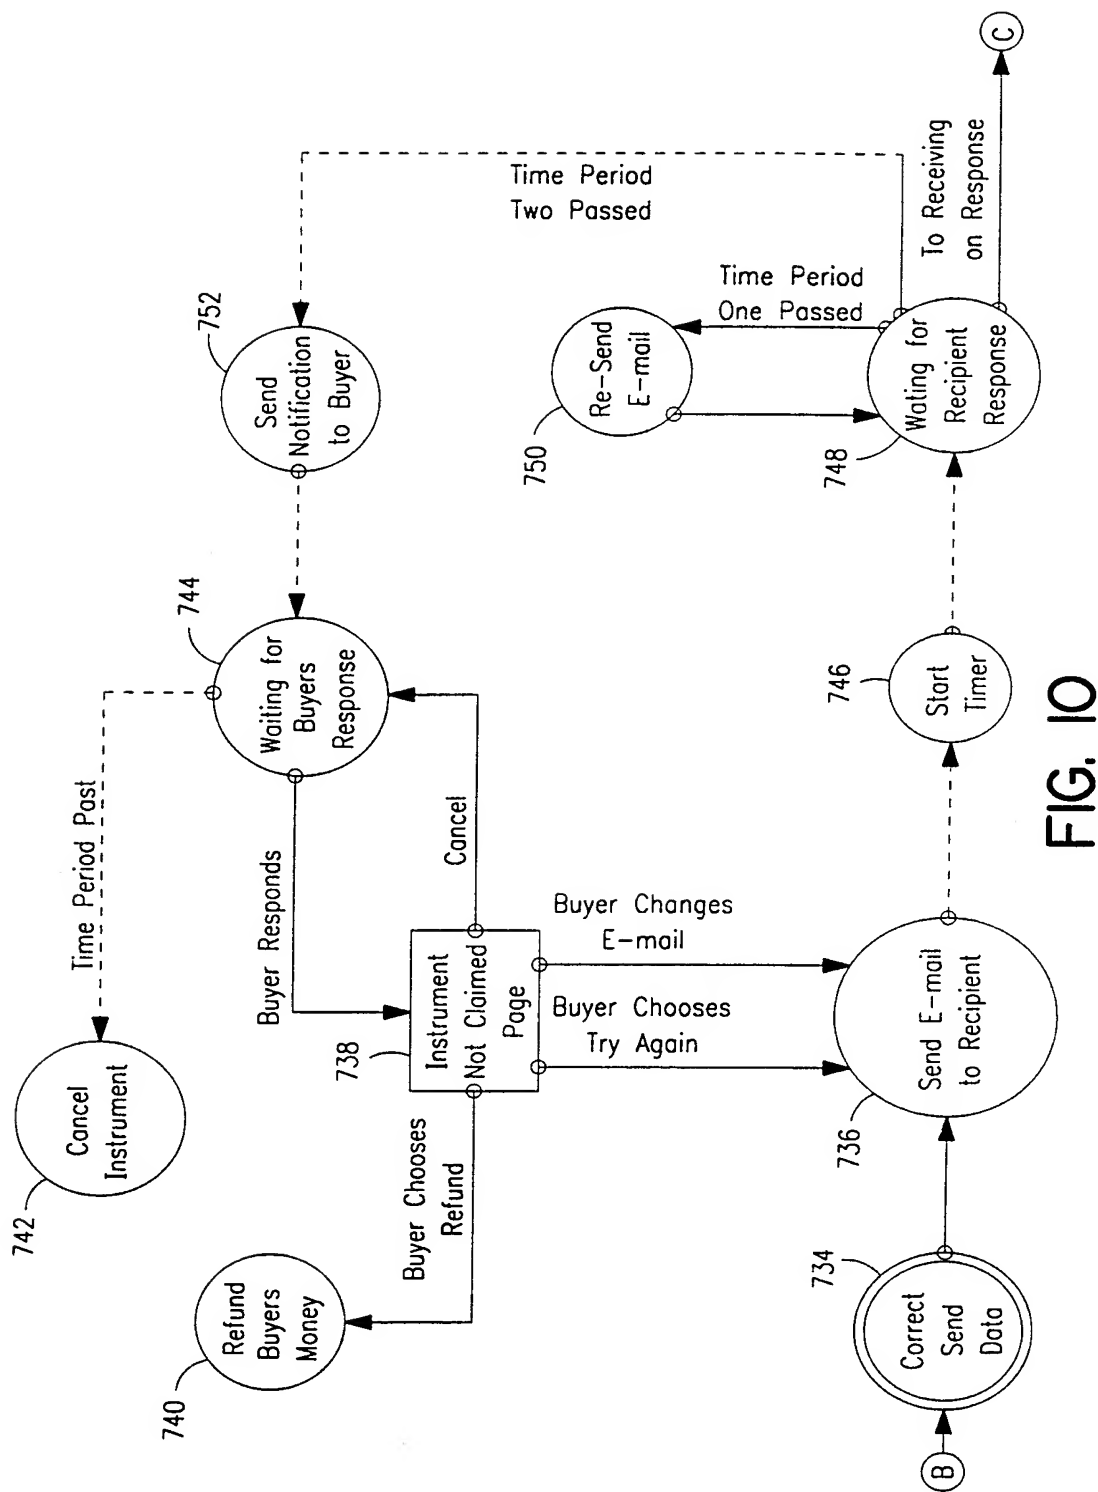 742
Cancel
Instrument
Time Period Past
744
Waiting for
Buyers
Response
752
Send
Notification
to Buyer
740
Refund
Buyers
Money
Buyer Chooses
Refund
Buyer Responds
738
Instrument
Not Claimed
Page
Cancel
Time Period
Two Passed
Buyer Changes
E-mail
Buyer Chooses
Try Again
750
Re-Send
E-mail
Time Period
One Passed
B
734
Correct
Send
Data
736
Send E-mail
to Recipient
746
Start
Timer
748
Wating for
Recipient
Response
To Receiving
on Response
C
FIG. 10